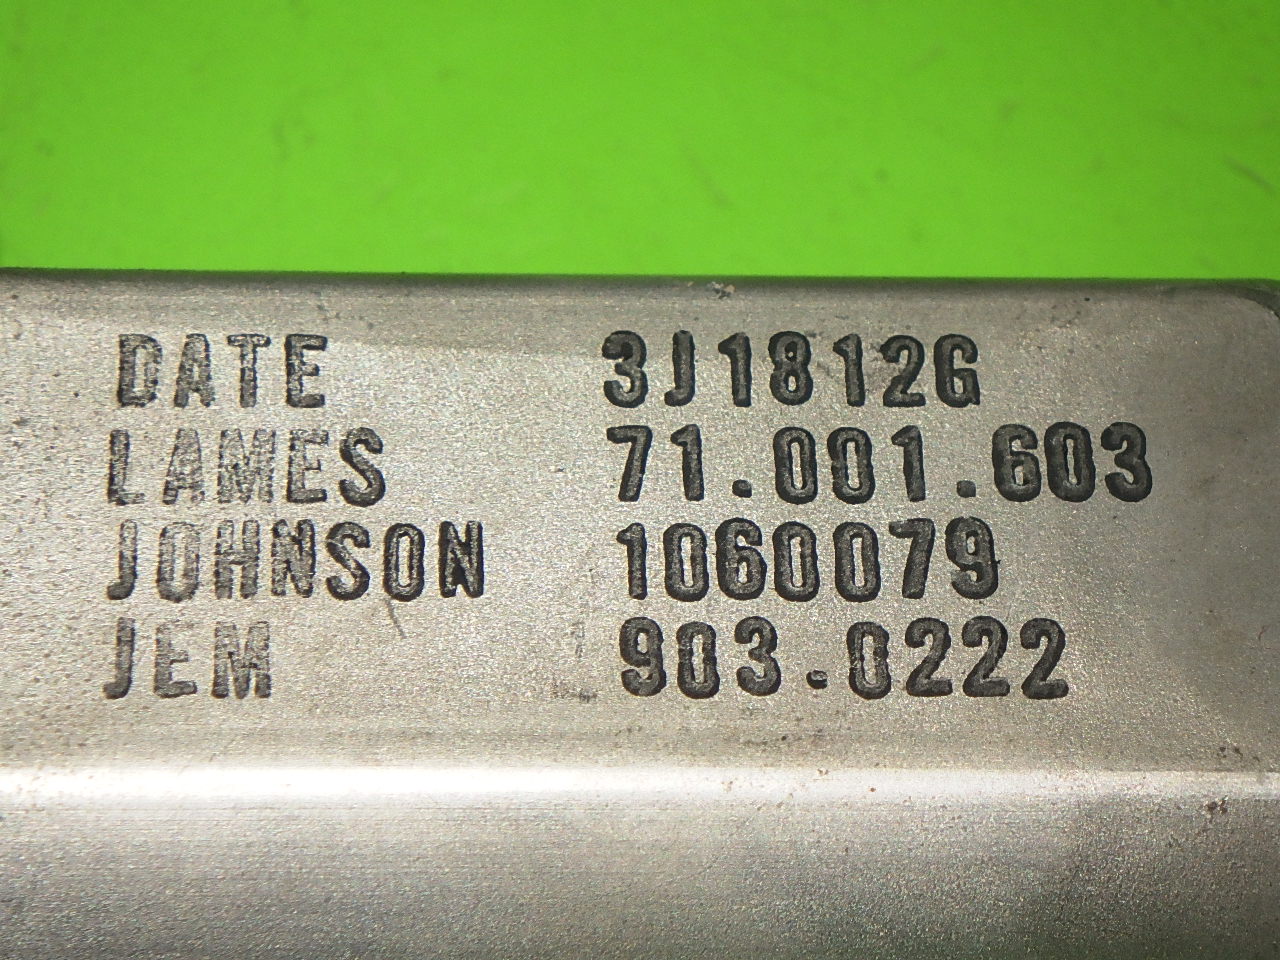 DATE 3J1812G
LAMES 71.001.603
JOHNSON 1060079
JEM 903.0222